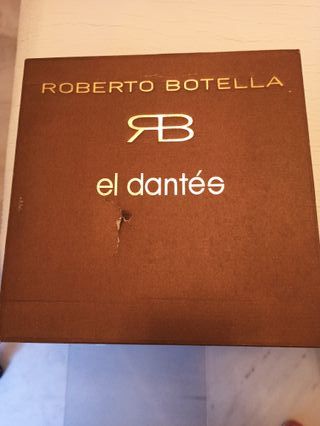 ROBERTO BOTELLA
RB
el dantés